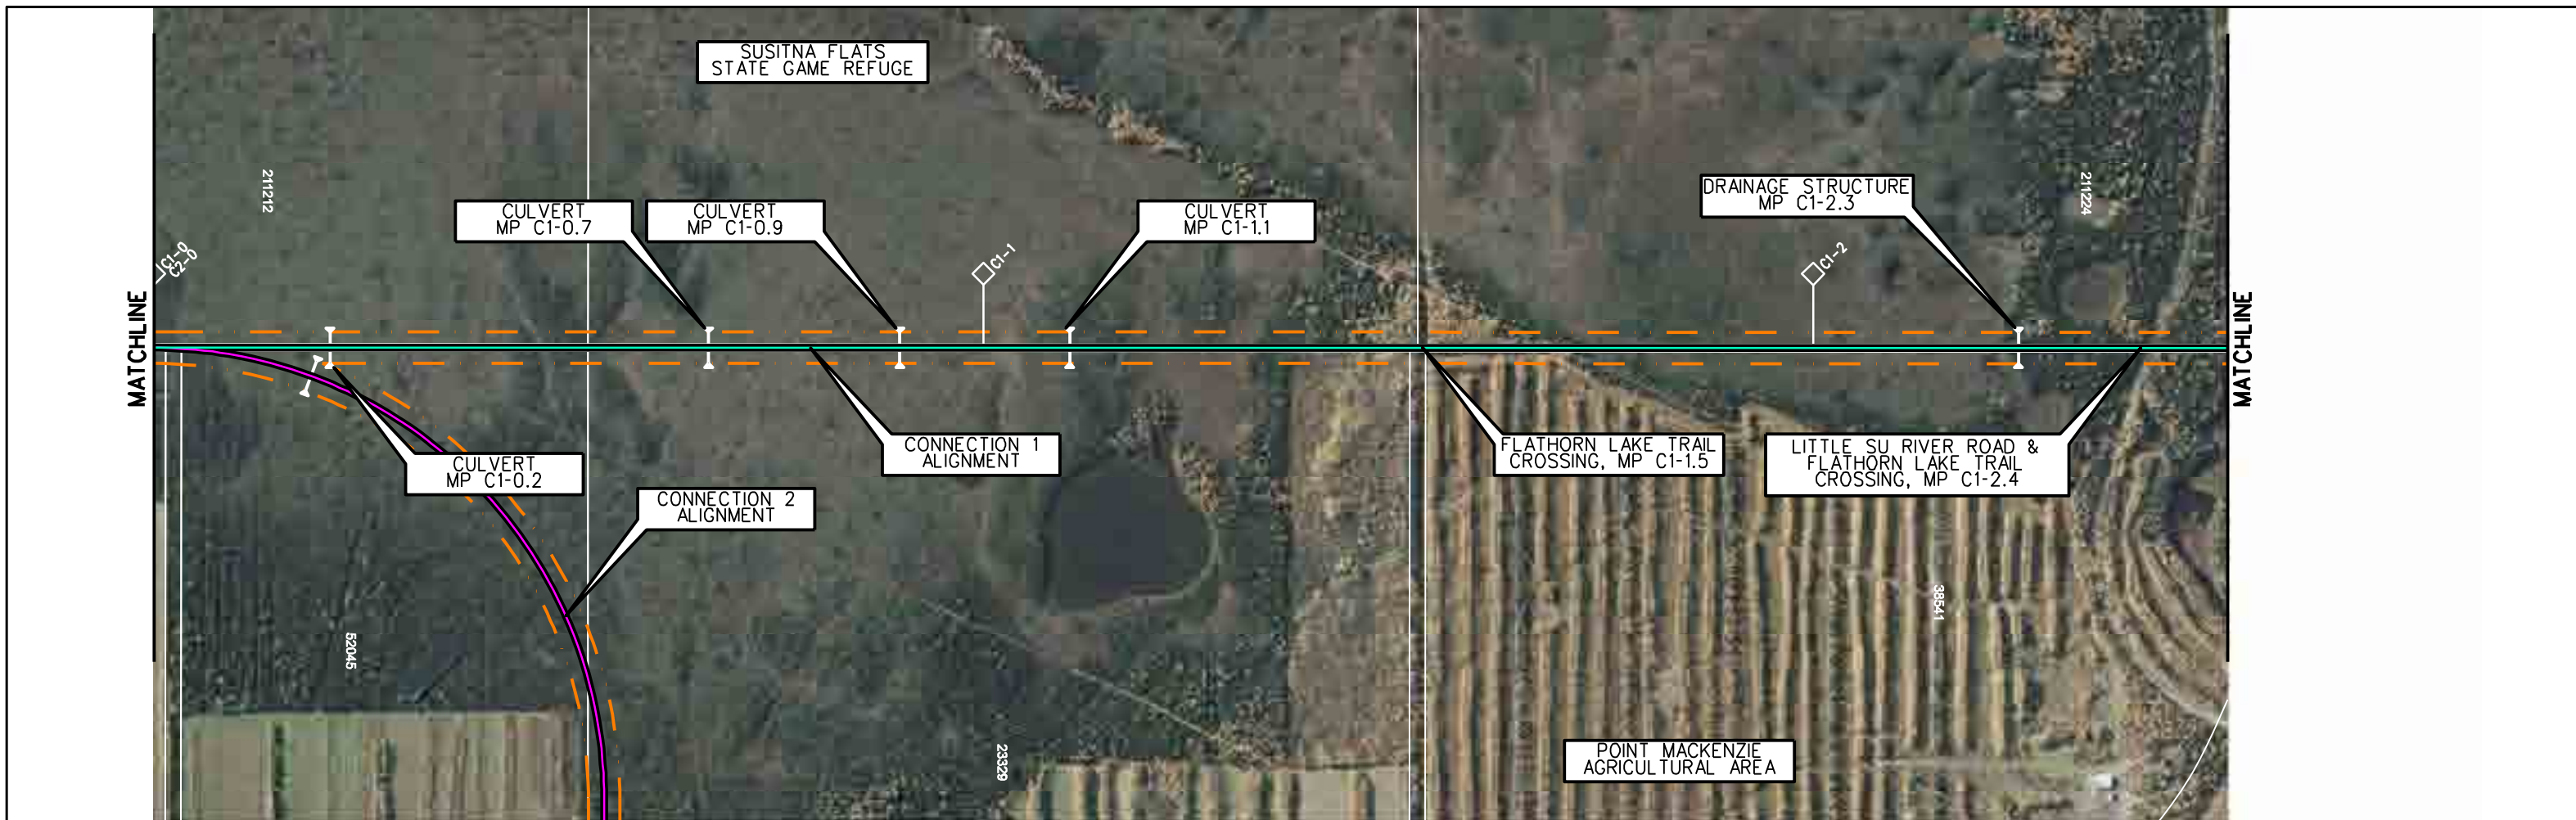 SUSITNA FLATS
STATE GAME REFUGE
211212
CULVERT
MP C1-0.7
CULVERT
MP C1-0.9
CULVERT
MP C1-1.1
DRAINAGE STRUCTURE
MP C1-2.3
211224
C1-0
C2-0
C1-1
C1-2
MATCHLINE
MATCHLINE
CULVERT
MP C1-0.2
CONNECTION 1
ALIGNMENT
FLATHORN LAKE TRAIL
CROSSING, MP C1-1.5
LITTLE SU RIVER ROAD &
FLATHORN LAKE TRAIL
CROSSING, MP C1-2.4
CONNECTION 2
ALIGNMENT
52045
38541
23329
POINT MACKENZIE
AGRICULTURAL AREA